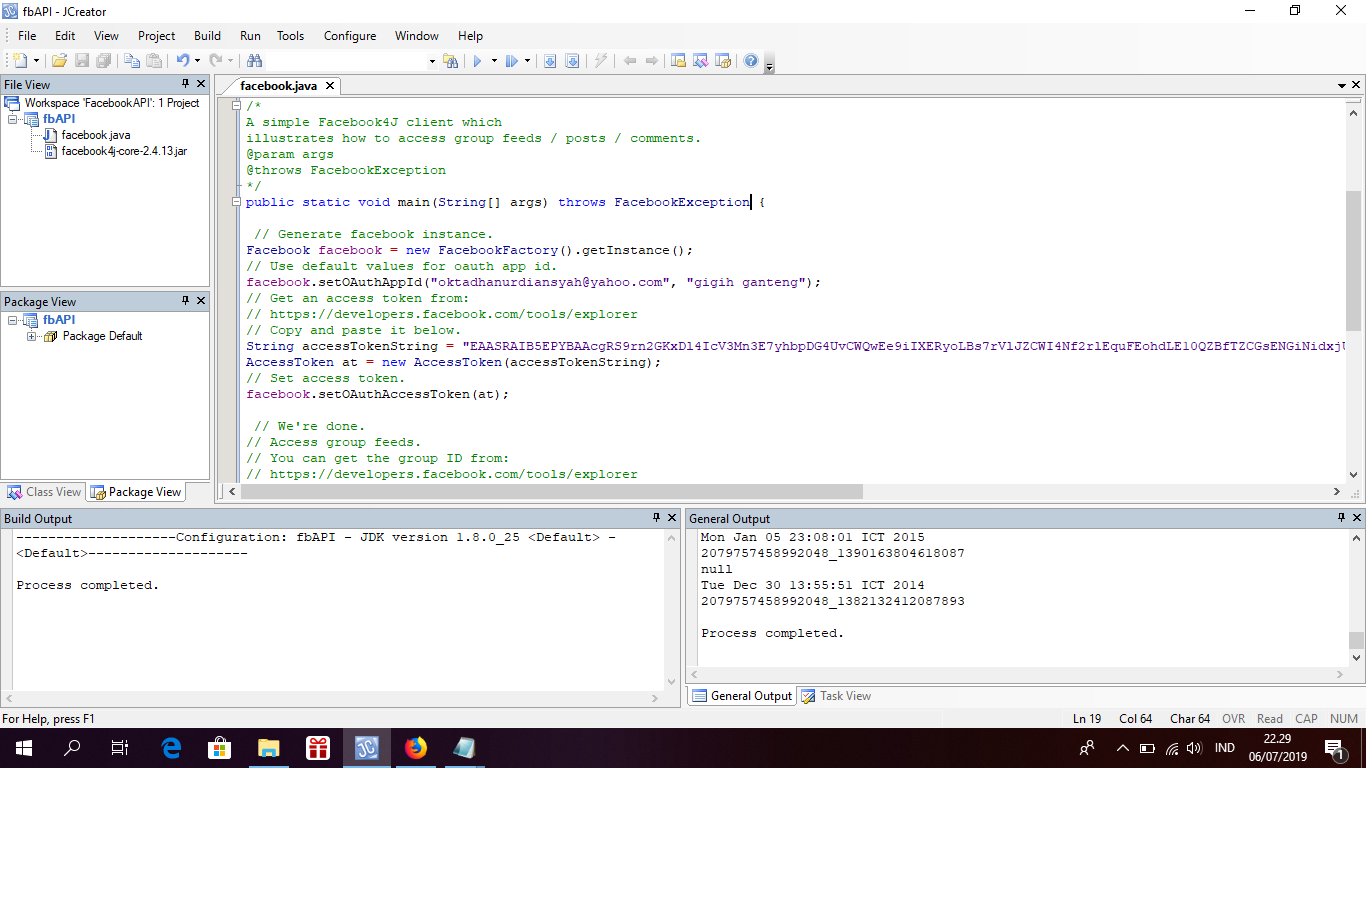 fbAPI - JCreator
File Edit View Project Build Run Tools Configure Window Help
File View
Workspace 'FacebookAPI': 1 Project
fbAPI
facebook.java
facebook4j-core-2.4.13.jar
Package View
fbAPI
Package Default
Class View Package View
facebook.java
/*
A simple Facebook4J client which
illustrates how to access group feeds / posts / comments.
@param args
@throws FacebookException
*/
public static void main(String[] args) throws FacebookException {
// Generate facebook instance.
Facebook facebook = new FacebookFactory().getInstance();
// Use default values for oauth app id.
facebook.setOAuthAppId("oktadhanurdiansyah@yahoo.com", "gigih ganteng");
// Get an access token from:
// https://developers.facebook.com/tools/explorer
// Copy and paste it below.
String accessTokenString =
AccessToken at = new AccessToken(accessTokenString);
// Set access token.
facebook.setOAuthAccessToken(at);
// We're done.
// Access group feeds.
// You can get the group ID from:
// https://developers.facebook.com/tools/explorer
Build Output
--------------------Configuration: fbAPI - JDK version 1.8.0_25 <Default> -
<Default>--------------------
Process completed.
General Output
Mon Jan 05 23:08:01 ICT 2015
2079757458992048_1390163804618087
null
Tue Dec 30 13:55:51 ICT 2014
2079757458992048_1382132412087893
Process completed.
General Output Task View
For Help, press F1
Ln 19 Col 64 Char 64 OVR Read CAP NUM
JC
IND
22.29
06/07/2019
1